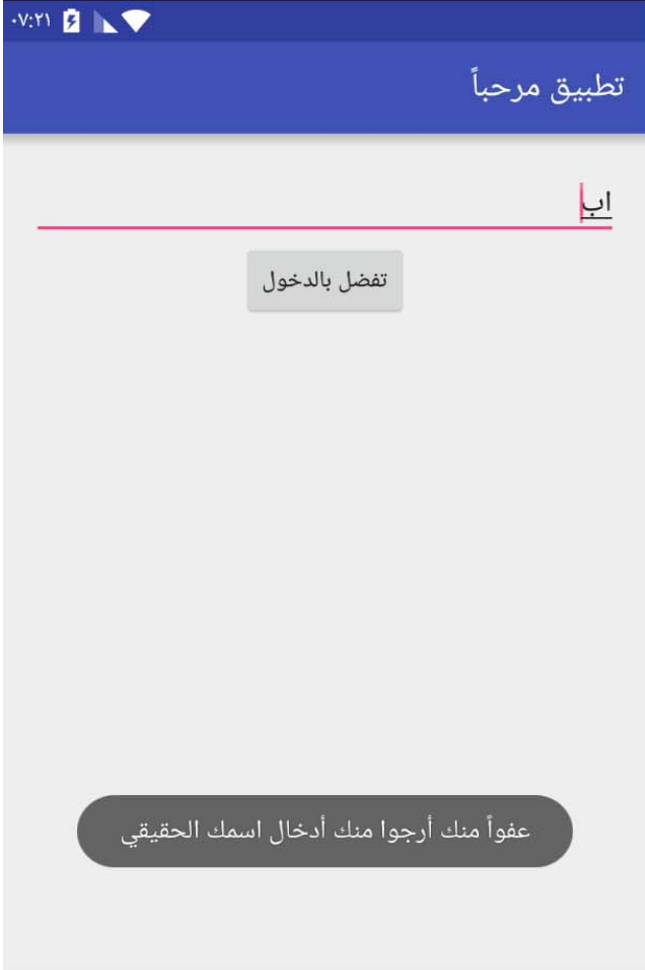 ٠٧:٢١
تطبيق مرحباً
اب
تفضل بالدخول
عفواً منك أرجوا منك أدخال اسمك الحقيقي